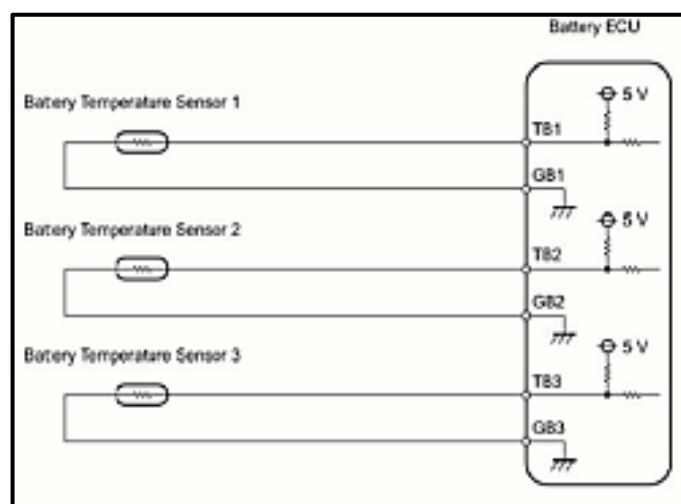 Battery ECU
5 V
Battery Temperature Sensor 1
TB1
GB1
5 V
Battery Temperature Sensor 2
TB2
GB2
5 V
Battery Temperature Sensor 3
TB3
GB3